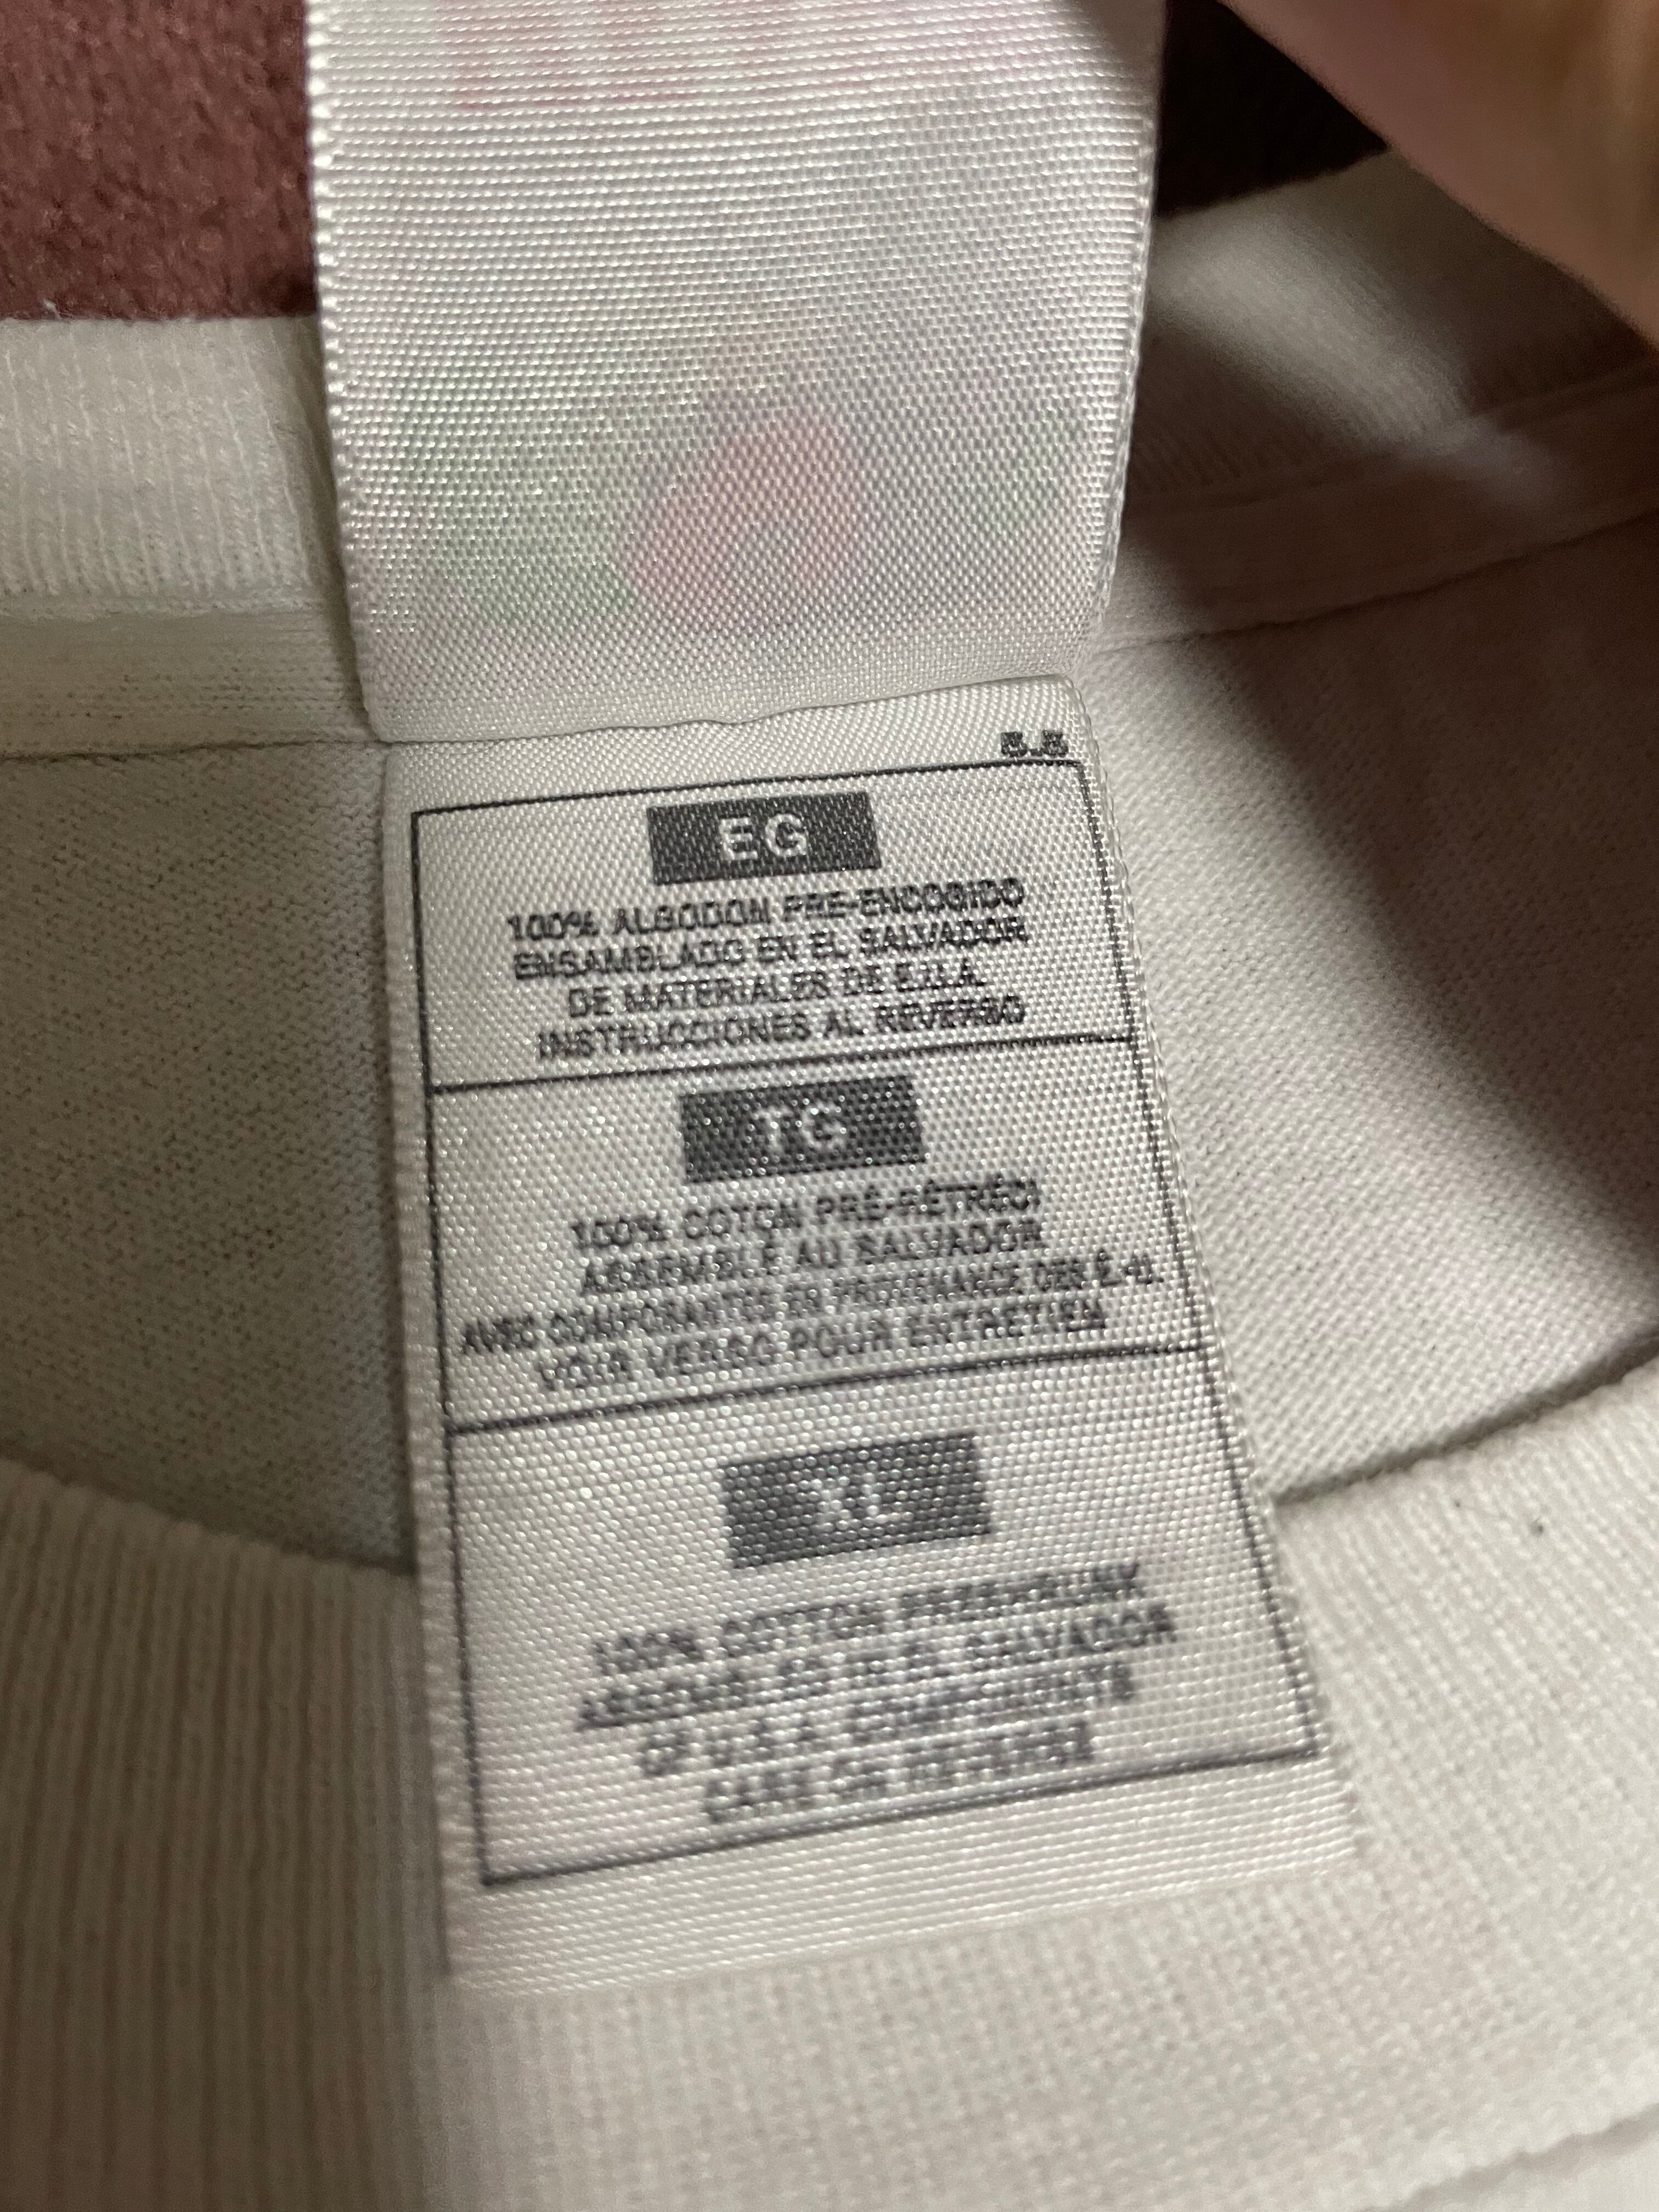 5.5
EG
100% ALGODON PRE-ENCOGIDO
ENSAMBLADO EN EL SALVADOR
DE MATERIALES DE E.U.A.
INSTRUCCIONES AL REVERSO
TG
100% COTON PRÉ-RÉTRÉCI
ASSEMBLÉ AU SALVADOR
AVEC COMPOSANTES EN PROVENANCE DES É.-U.
VOIR VERSO POUR ENTRETIEN
XL
100% COTTON PRESHRUNK
ASSEMBLED IN EL SALVADOR
OF U.S.A. COMPONENTS
CARE ON REVERSE